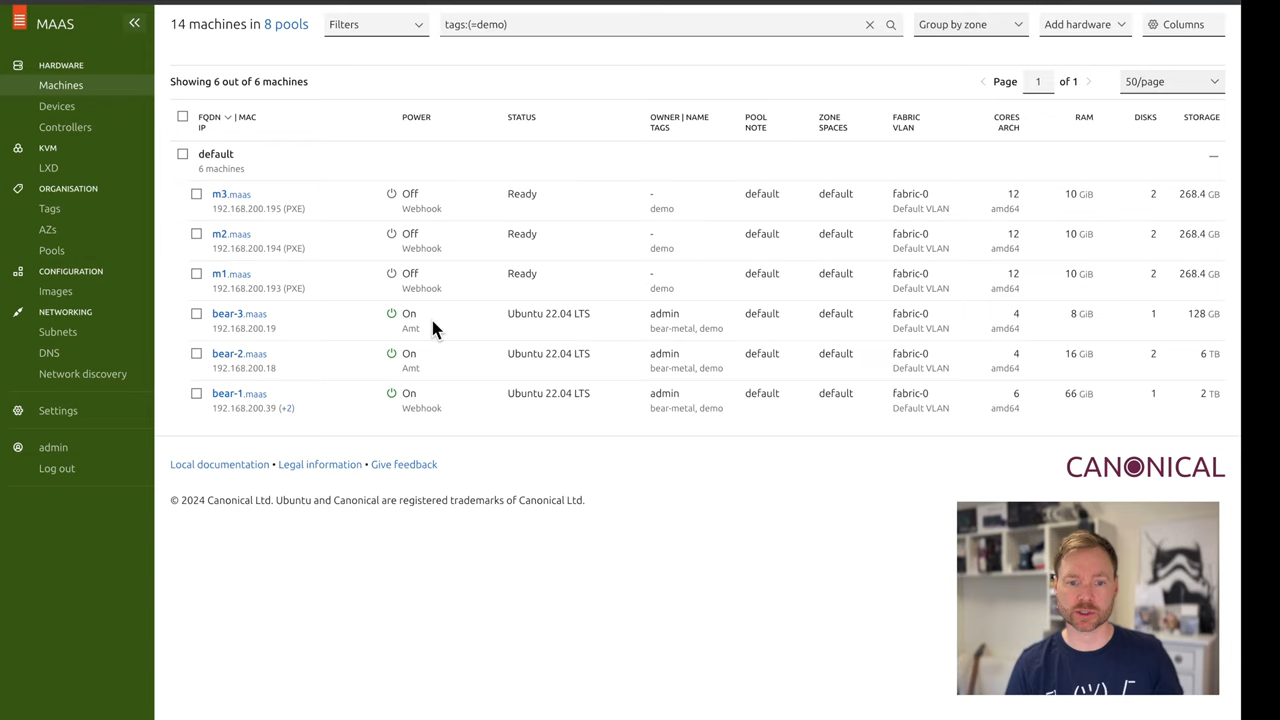 MAAS
HARDWARE
Machines
Devices
Controllers
KVM
LXD
ORGANISATION
Tags
AZs
Pools
CONFIGURATION
Images
NETWORKING
Subnets
DNS
Network discovery
Settings
admin
Log out
14 machines in 8 pools Filters tags:(=demo) Group by zone Add hardware Columns
Showing 6 out of 6 machines Page 1 of 1 50/page
FQDN | MAC POWER STATUS OWNER | NAME POOL ZONE FABRIC CORES RAM DISKS STORAGE
IP TAGS NOTE SPACES VLAN ARCH
default
6 machines
m3.maas Off Ready - default default fabric-0 12 10 GiB 2 268.4 GB
192.168.200.195 (PXE) Webhook demo Default VLAN amd64
m2.maas Off Ready - default default fabric-0 12 10 GiB 2 268.4 GB
192.168.200.194 (PXE) Webhook demo Default VLAN amd64
m1.maas Off Ready - default default fabric-0 12 10 GiB 2 268.4 GB
192.168.200.193 (PXE) Webhook demo Default VLAN amd64
bear-3.maas On Ubuntu 22.04 LTS admin default default fabric-0 4 8 GiB 1 128 GB
192.168.200.19 Amt bear-metal, demo Default VLAN amd64
bear-2.maas On Ubuntu 22.04 LTS admin default default fabric-0 4 16 GiB 2 6 TB
192.168.200.18 Amt bear-metal, demo Default VLAN amd64
bear-1.maas On Ubuntu 22.04 LTS admin default default fabric-0 6 66 GiB 1 2 TB
192.168.200.39 (+2) Webhook bear-metal, demo Default VLAN amd64
Local documentation • Legal information • Give feedback
CANONICAL
© 2024 Canonical Ltd. Ubuntu and Canonical are registered trademarks of Canonical Ltd.